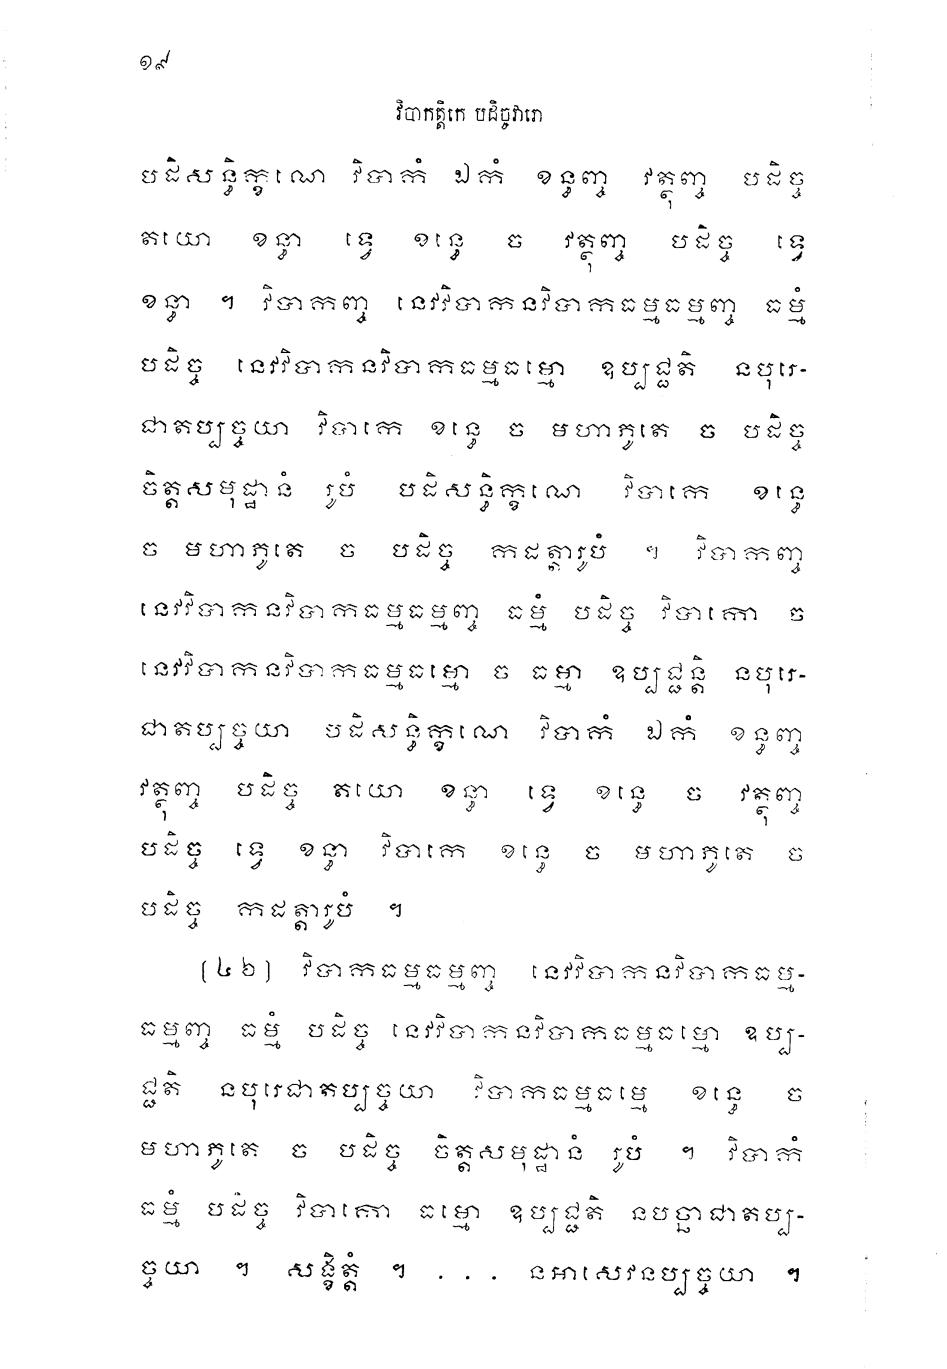 ១៩
វិបាកត្តិកេ បដិច្ចវារោ
បដិសន្ធិក្ខណេ វិបាកំ ឯកំ ខន្ធញ្ច វត្ថុញ្ច បដិច្ច
តយោ ខន្ធា ទ្វេ ខន្ធេ ច វត្ថុញ្ច បដិច្ច ទ្វេ
ខន្ធា ។ វិបាកញ្ច នេវវិបាកនវិបាកធម្មធម្មញ្ច ធម្មំ
បដិច្ច នេវវិបាកនវិបាកធម្មធម្មោ ឧប្បជ្ជតិ នបុរេ-
ជាតប្បច្ចយា វិបាកេ ខន្ធេ ច មហាភូតេ ច បដិច្ច
ចិត្តសមុដ្ឋានំ រូបំ បដិសន្ធិក្ខណេ វិបាកេ ខន្ធេ
ច មហាភូតេ ច បដិច្ច កដត្តារូបំ ។ វិបាកញ្ច
នេវវិបាកនវិបាកធម្មធម្មញ្ច ធម្មំ បដិច្ច វិបាកោ ច
នេវវិបាកនវិបាកធម្មធម្មោ ច ធម្មា ឧប្បជ្ជន្តិ នបុរេ-
ជាតប្បច្ចយា បដិសន្ធិក្ខណេ វិបាកំ ឯកំ ខន្ធញ្ច
វត្ថុញ្ច បដិច្ច តយោ ខន្ធា ទ្វេ ខន្ធេ ច វត្ថុញ្ច
បដិច្ច ទ្វេ ខន្ធា វិបាកេ ខន្ធេ ច មហាភូតេ ច
បដិច្ច កដត្តារូបំ ។
(៤៦) វិបាកធម្មធម្មញ្ច នេវវិបាកនវិបាកធម្ម-
ធម្មញ្ច ធម្មំ បដិច្ច នេវវិបាកនវិបាកធម្មធម្មោ ឧប្ប-
ជ្ជតិ នបុរេជាតប្បច្ចយា វិបាកធម្មធម្មេ ខន្ធេ ច
មហាភូតេ ច បដិច្ច ចិត្តសមុដ្ឋានំ រូបំ ។ វិបាកំ
ធម្មំ បដិច្ច វិបាកោ ធម្មោ ឧប្បជ្ជតិ នបច្ឆាជាតប្ប-
ច្ចយា ។ សង្ខិត្តំ ។ . . . នអាសេវនប្បច្ចយា ។